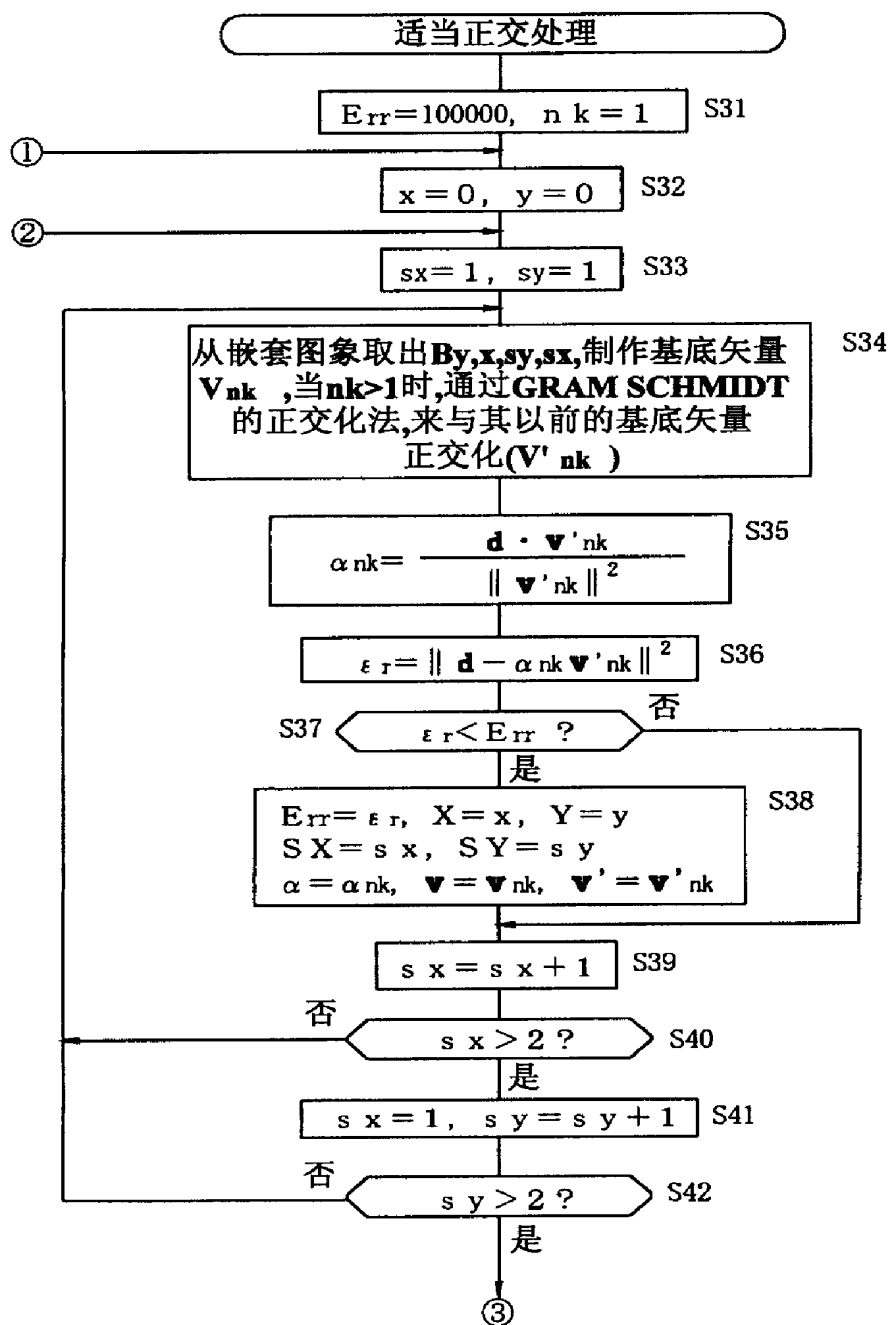 适当正交处理
Err=100000, nk=1 S31
①
x=0, y=0 S32
②
sx=1, sy=1 S33
S34
从嵌套图象取出By,x,sy,sx,制作基底矢量
Vnk ,当nk>1时,通过GRAM SCHMIDT
的正交化法,来与其以前的基底矢量
正交化(V' nk )
αnk= d · v'nk / ‖ v'nk ‖² S35
εr=‖ d－αnk v'nk ‖² S36
S37 εr<Err ? 否
是
Err=εr, X=x, Y=y S38
SX=sx, SY=sy
α=αnk, v=vnk, v'=v'nk
sx=sx+1 S39
否
sx>2? S40
是
sx=1, sy=sy+1 S41
否
sy>2? S42
是
③